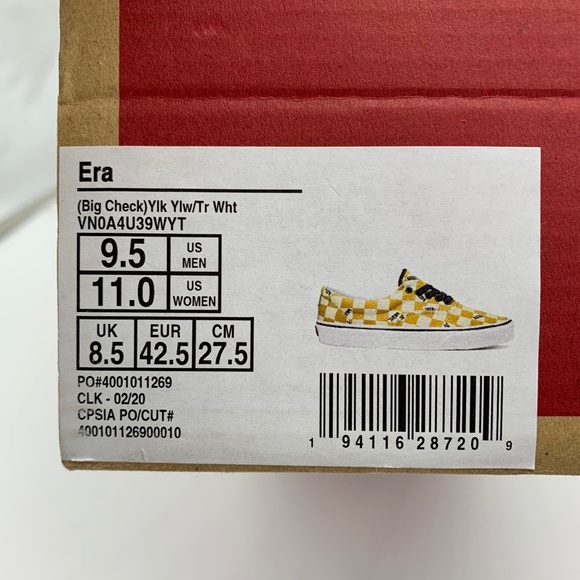 Era
(Big Check)Ylk Ylw/Tr Wht
VN0A4U39WYT
9.5 US MEN
11.0 US WOMEN
UK EUR CM
8.5 42.5 27.5
PO#4001011269
CLK - 02/20
CPSIA PO/CUT#
400101126900010
1 94116 28720 9